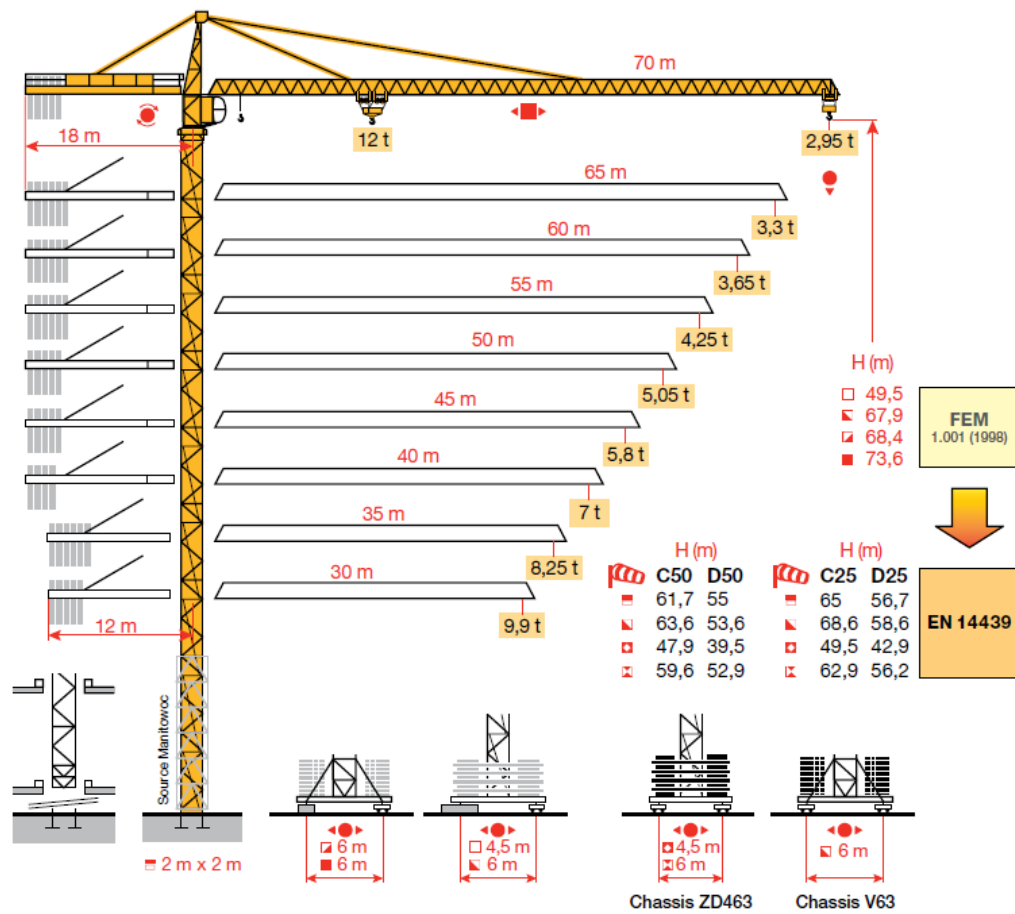 70 m
18 m
12 t
2,95 t
65 m
3,3 t
60 m
3,65 t
55 m
4,25 t
50 m
5,05 t
45 m
5,8 t
40 m
7 t
35 m
8,25 t
30 m
9,9 t
12 m
H (m)
49,5
67,9
68,4
73,6
FEM
1.001 (1998)
H (m)
C50 D50
61,7 55
63,6 53,6
47,9 39,5
59,6 52,9
H (m)
C25 D25
65 56,7
68,6 58,6
49,5 42,9
62,9 56,2
EN 14439
Source Manitowoc
2 m x 2 m
6 m
6 m
4,5 m
6 m
4,5 m
6 m
Chassis ZD463
6 m
Chassis V63